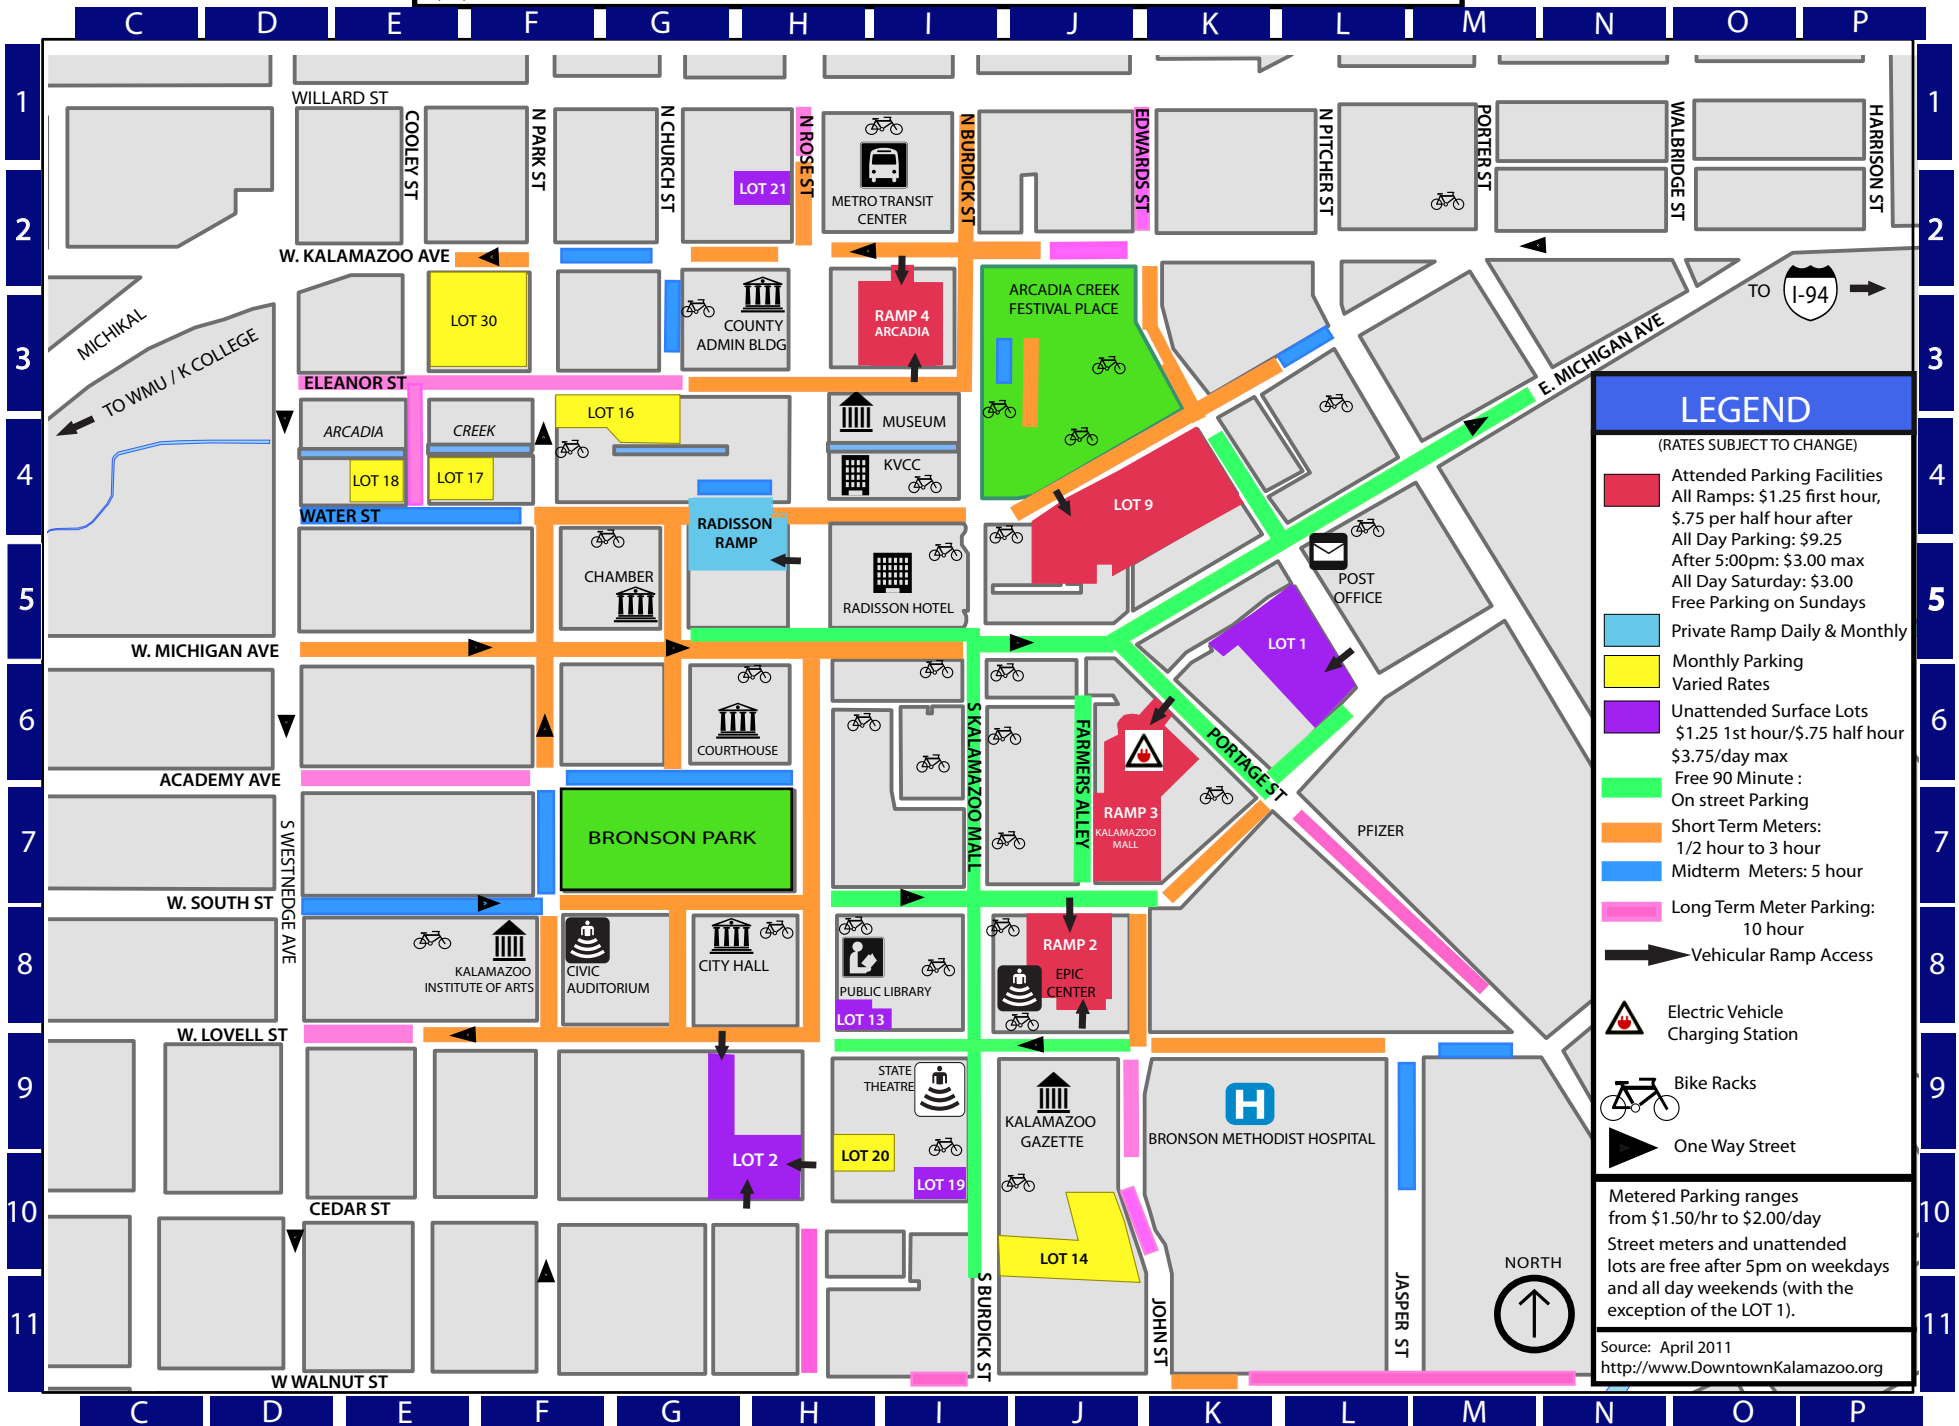 C D E F G H I J K L M N O P
1 1
WILLARD ST
COOLEY ST
N PARK ST
N CHURCH ST
N ROSE ST
N BURDICK ST
EDWARDS ST
N PITCHER ST
PORTER ST
WALBRIDGE ST
HARRISON ST
LOT 21
METRO TRANSIT
CENTER
2 2
W. KALAMAZOO AVE
MICHIKAL
TO WMU / K COLLEGE
LOT 30
COUNTY
ADMIN BLDG
RAMP 4
ARCADIA
ARCADIA CREEK
FESTIVAL PLACE
TO
I-94
3 3
E. MICHIGAN AVE
ELEANOR ST
ARCADIA
CREEK
LOT 16
MUSEUM
KVCC
LOT 18
LOT 17
4 4
WATER ST
RADISSON
RAMP
LOT 9
CHAMBER
RADISSON HOTEL
POST
OFFICE
5 5
W. MICHIGAN AVE
LOT 1
COURTHOUSE
S KALAMAZOO MALL
FARMERS ALLEY
PORTAGE ST
6 6
ACADEMY AVE
S WESTNEDGE AVE
BRONSON PARK
RAMP 3
KALAMAZOO
MALL
PFIZER
7 7
W. SOUTH ST
KALAMAZOO
INSTITUTE OF ARTS
CIVIC
AUDITORIUM
CITY HALL
PUBLIC LIBRARY
LOT 13
RAMP 2
EPIC
CENTER
8 8
W. LOVELL ST
STATE
THEATRE
KALAMAZOO
GAZETTE
H
BRONSON METHODIST HOSPITAL
9 9
LOT 2
LOT 20
LOT 19
CEDAR ST
LOT 14
10 10
S BURDICK ST
JOHN ST
JASPER ST
NORTH
11 11
W WALNUT ST
LEGEND
(RATES SUBJECT TO CHANGE)
Attended Parking Facilities
All Ramps: $1.25 first hour,
$.75 per half hour after
All Day Parking: $9.25
After 5:00pm: $3.00 max
All Day Saturday: $3.00
Free Parking on Sundays
Private Ramp Daily & Monthly
Monthly Parking
Varied Rates
Unattended Surface Lots
$1.25 1st hour/$.75 half hour
$3.75/day max
Free 90 Minute :
On street Parking
Short Term Meters:
1/2 hour to 3 hour
Midterm Meters: 5 hour
Long Term Meter Parking:
10 hour
Vehicular Ramp Access
Electric Vehicle
Charging Station
Bike Racks
One Way Street
Metered Parking ranges
from $1.50/hr to $2.00/day
Street meters and unattended
lots are free after 5pm on weekdays
and all day weekends (with the
exception of the LOT 1).
Source: April 2011
http://www.DowntownKalamazoo.org
C D E F G H I J K L M N O P